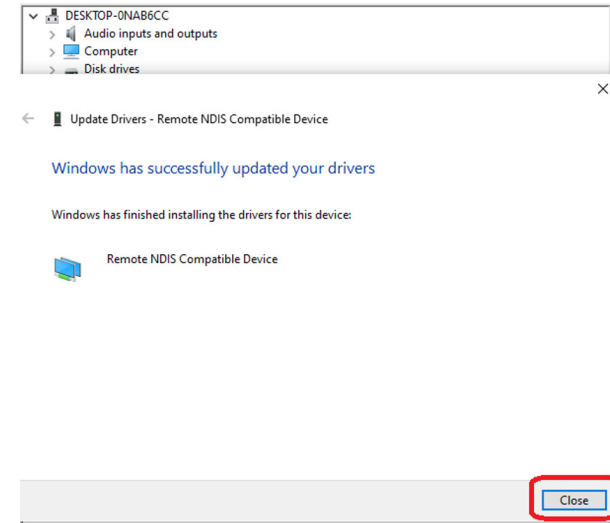 DESKTOP-0NAB6CC
Audio inputs and outputs
Computer
Disk drives
Update Drivers - Remote NDIS Compatible Device
Windows has successfully updated your drivers
Windows has finished installing the drivers for this device:
Remote NDIS Compatible Device
Close